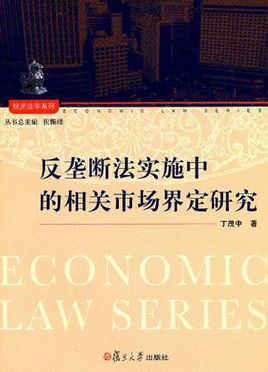 经济法学系列
ECONOMIC LAW SERIES
丛书总主编 倪振峰
反垄断法实施中
的相关市场界定研究
丁茂中 著
ECONOMIC
LAW SERIES
復旦大學出版社